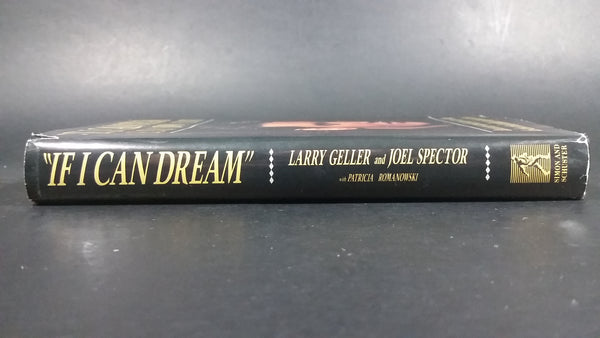 "IF I CAN DREAM"
LARRY GELLER and JOEL SPECTOR
with PATRICIA ROMANOWSKI
SIMON AND
SCHUSTER